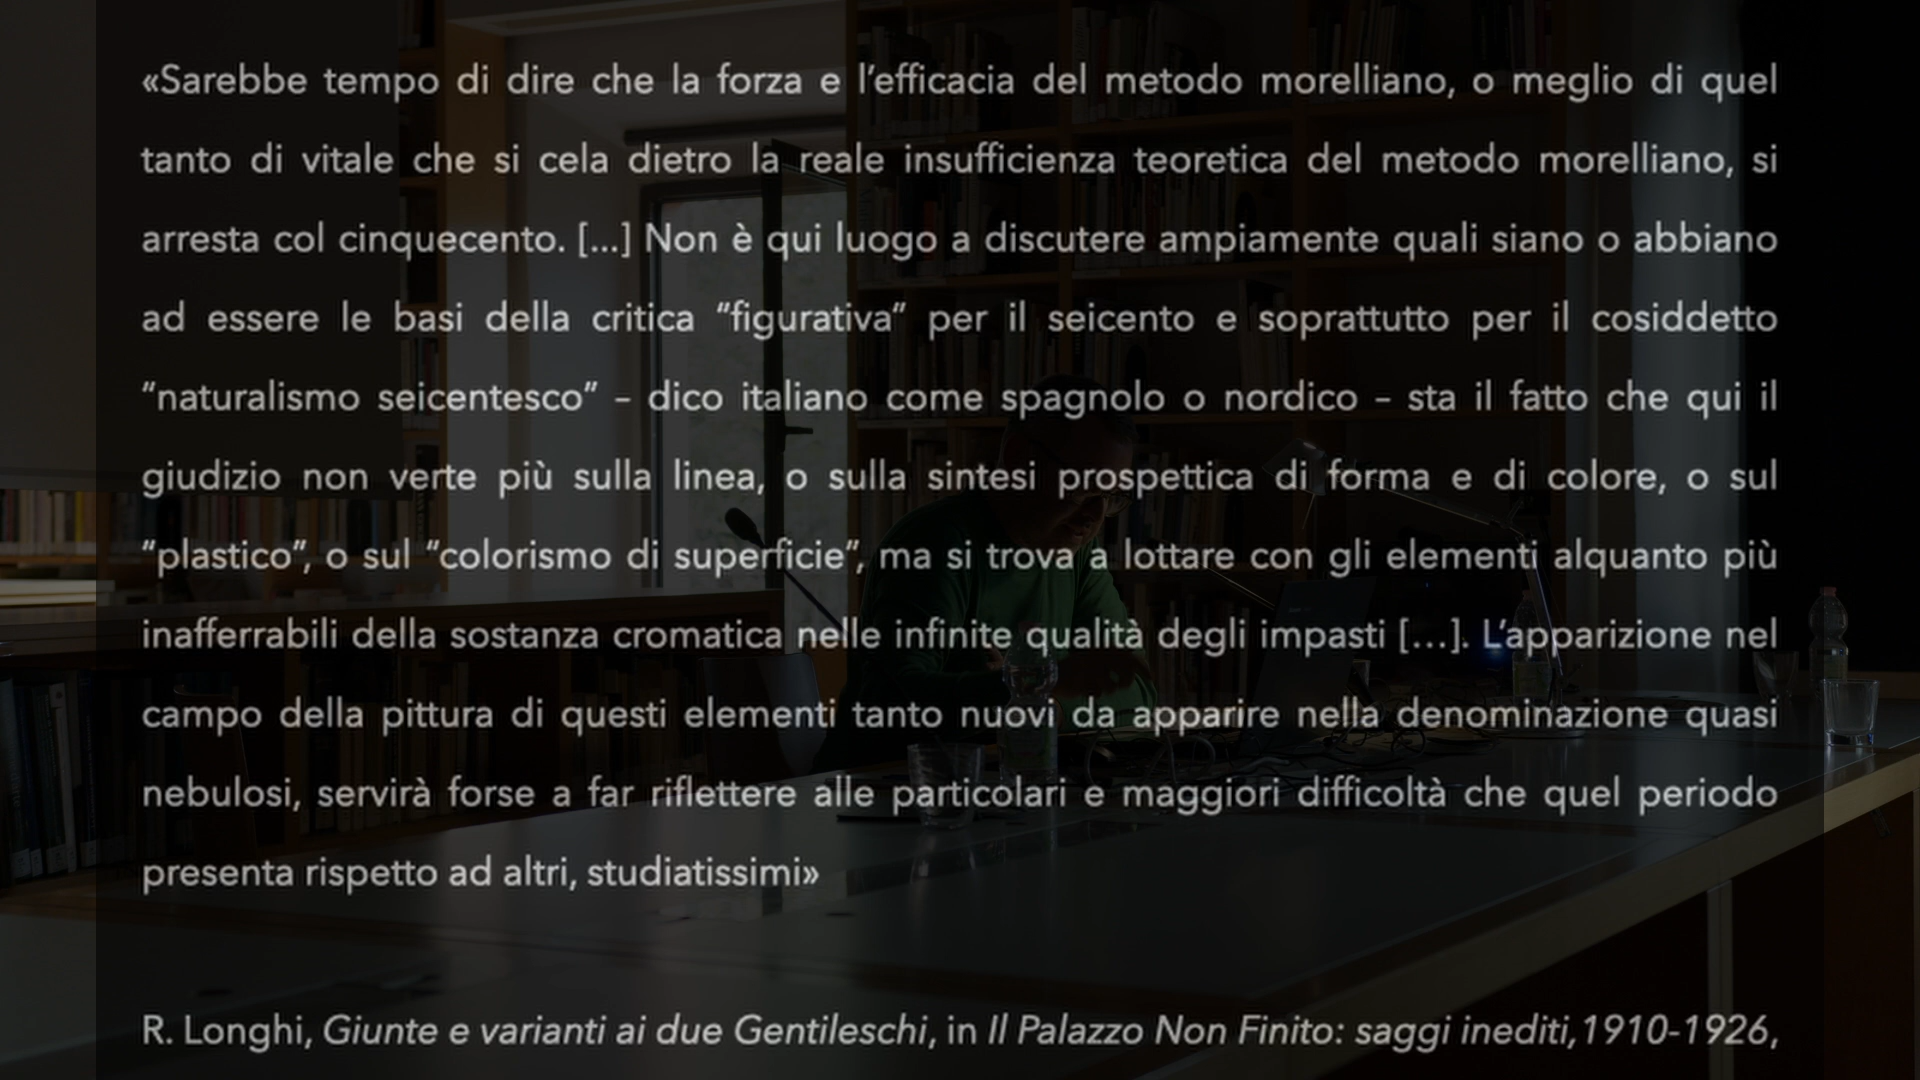 «Sarebbe tempo di dire che la forza e l’efficacia del metodo morelliano, o meglio di quel
tanto di vitale che si cela dietro la reale insufficienza teoretica del metodo morelliano, si
arresta col cinquecento. [...] Non è qui luogo a discutere ampiamente quali siano o abbiano
ad essere le basi della critica “figurativa” per il seicento e soprattutto per il cosiddetto
“naturalismo seicentesco” – dico italiano come spagnolo o nordico – sta il fatto che qui il
giudizio non verte più sulla linea, o sulla sintesi prospettica di forma e di colore, o sul
“plastico”, o sul “colorismo di superficie”, ma si trova a lottare con gli elementi alquanto più
inafferrabili della sostanza cromatica nelle infinite qualità degli impasti [...]. L’apparizione nel
campo della pittura di questi elementi tanto nuovi da apparire nella denominazione quasi
nebulosi, servirà forse a far riflettere alle particolari e maggiori difficoltà che quel periodo
presenta rispetto ad altri, studiatissimi»
R. Longhi, Giunte e varianti ai due Gentileschi, in Il Palazzo Non Finito: saggi inediti,1910-1926,